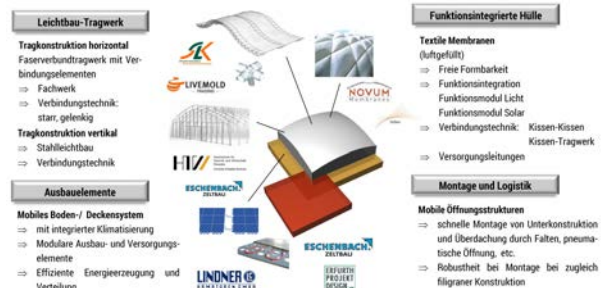 Leichtbau-Tragwerk
Tragkonstruktion horizontal
Faserverbundtragwerk mit Ver-
bindungselementen
⇒ Fachwerk
⇒ Verbindungstechnik:
starr, gelenkig
Tragkonstruktion vertikal
⇒ Stahlleichtbau
⇒ Verbindungstechnik
Ausbauelemente
Mobiles Boden-/ Deckensystem
⇒ mit integrierter Klimatisierung
⇒ Modulare Ausbau- und Versorgungs-
elemente
⇒ Effiziente Energieerzeugung und
Verteilung
SLK
LIVEMOLD
NOVUM
Membranes
HTW
ESCHENBACH
ZELTBAU
ESCHENBACH
ZELTBAU
LINDNER
ERFURTH
PROJEKT
DESIGN
Funktionsintegrierte Hülle
Textile Membranen
(luftgefüllt)
⇒ Freie Formbarkeit
⇒ Funktionsintegration
Funktionsmodul Licht
Funktionsmodul Solar
⇒ Verbindungstechnik: Kissen-Kissen
Kissen-Tragwerk
⇒ Versorgungsleitungen
Montage und Logistik
Mobile Öffnungsstrukturen
⇒ schnelle Montage von Unterkonstruktion
und Überdachung durch Falten, pneuma-
tische Öffnung, etc.
⇒ Robustheit bei Montage bei zugleich
filigraner Konstruktion